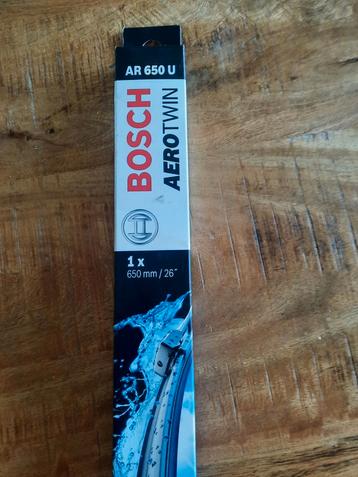 AR 650 U
BOSCH
AEROTWIN
1 x
650 mm / 26"